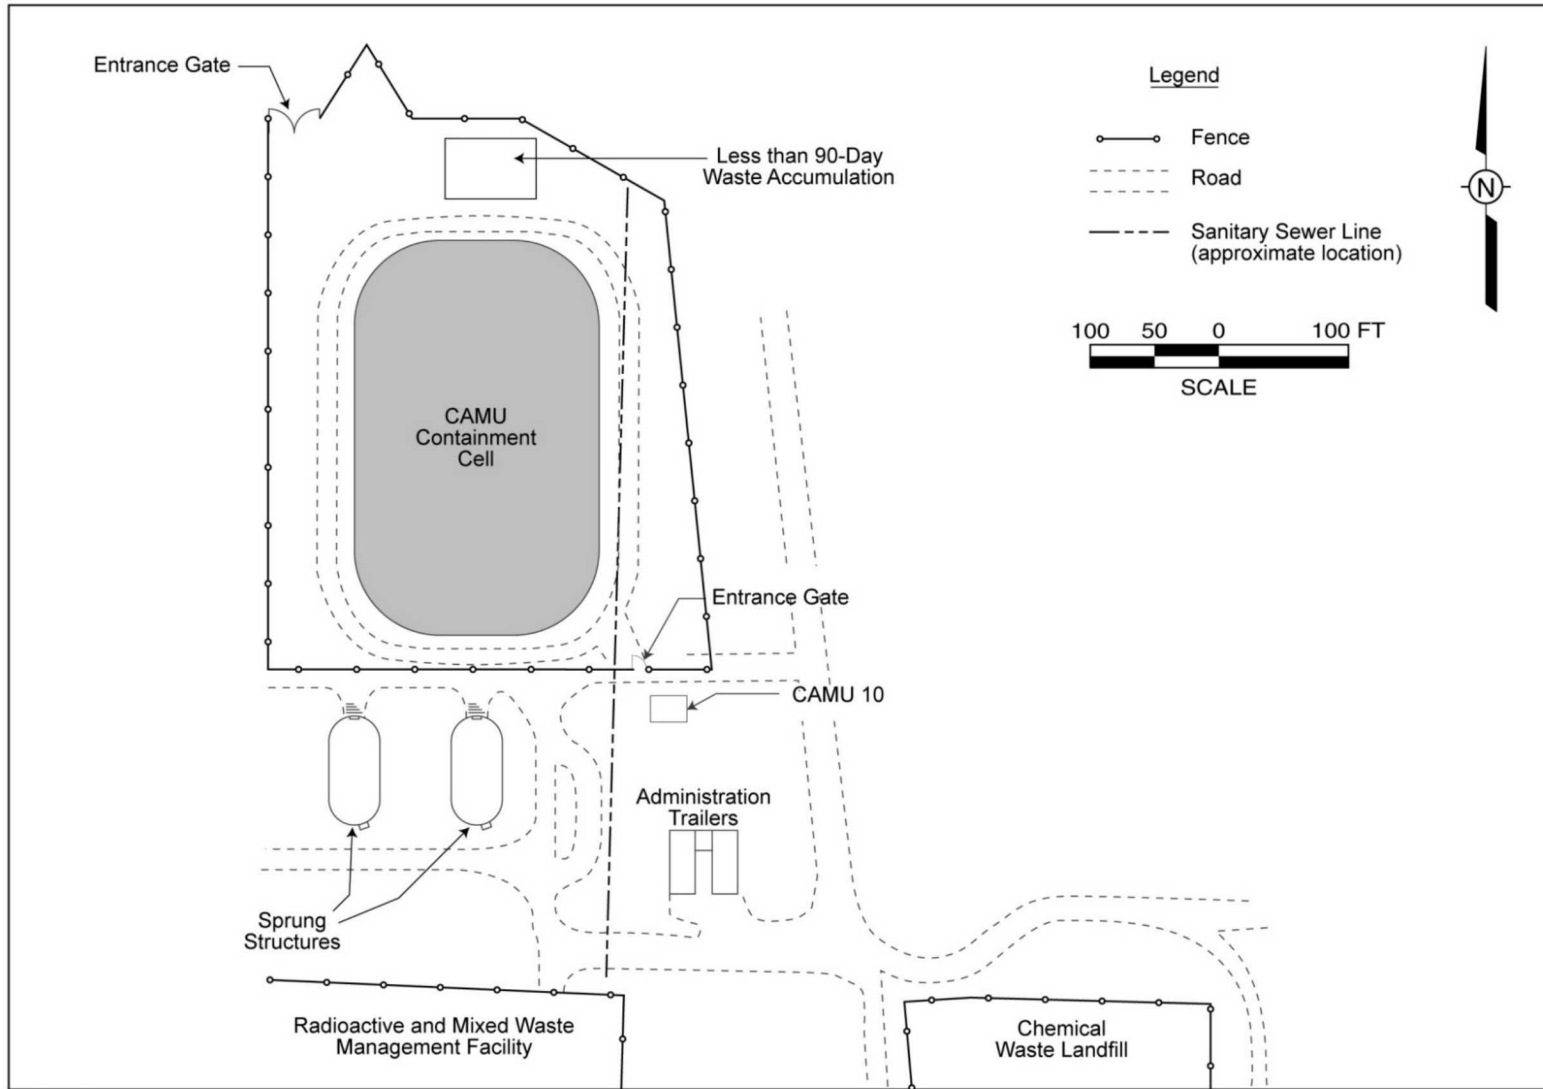 Entrance Gate
Less than 90-Day
Waste Accumulation
Legend
Fence
Road
Sanitary Sewer Line
(approximate location)
N
100 50 0 100 FT
SCALE
CAMU
Containment
Cell
Entrance Gate
CAMU 10
Administration
Trailers
Sprung
Structures
Radioactive and Mixed Waste
Management Facility
Chemical
Waste Landfill